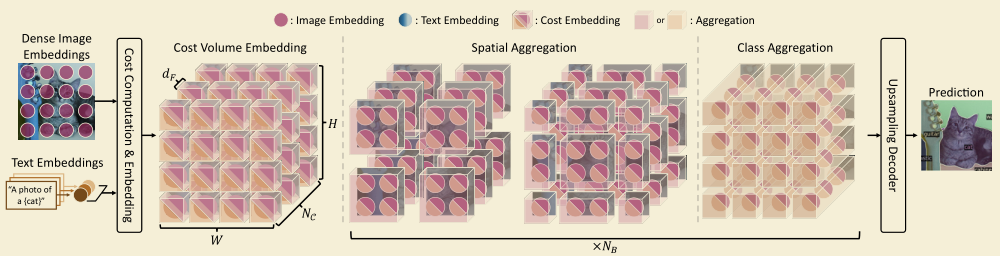 : Image Embedding : Text Embedding : Cost Embedding or : Aggregation
Dense Image
Embeddings
Cost Volume Embedding
Spatial Aggregation
Class Aggregation
d_F
Cost Computation & Embedding
H
Upsampling Decoder
Prediction
Text Embeddings
"A photo of
a {cat}"
N_C
W
×N_B